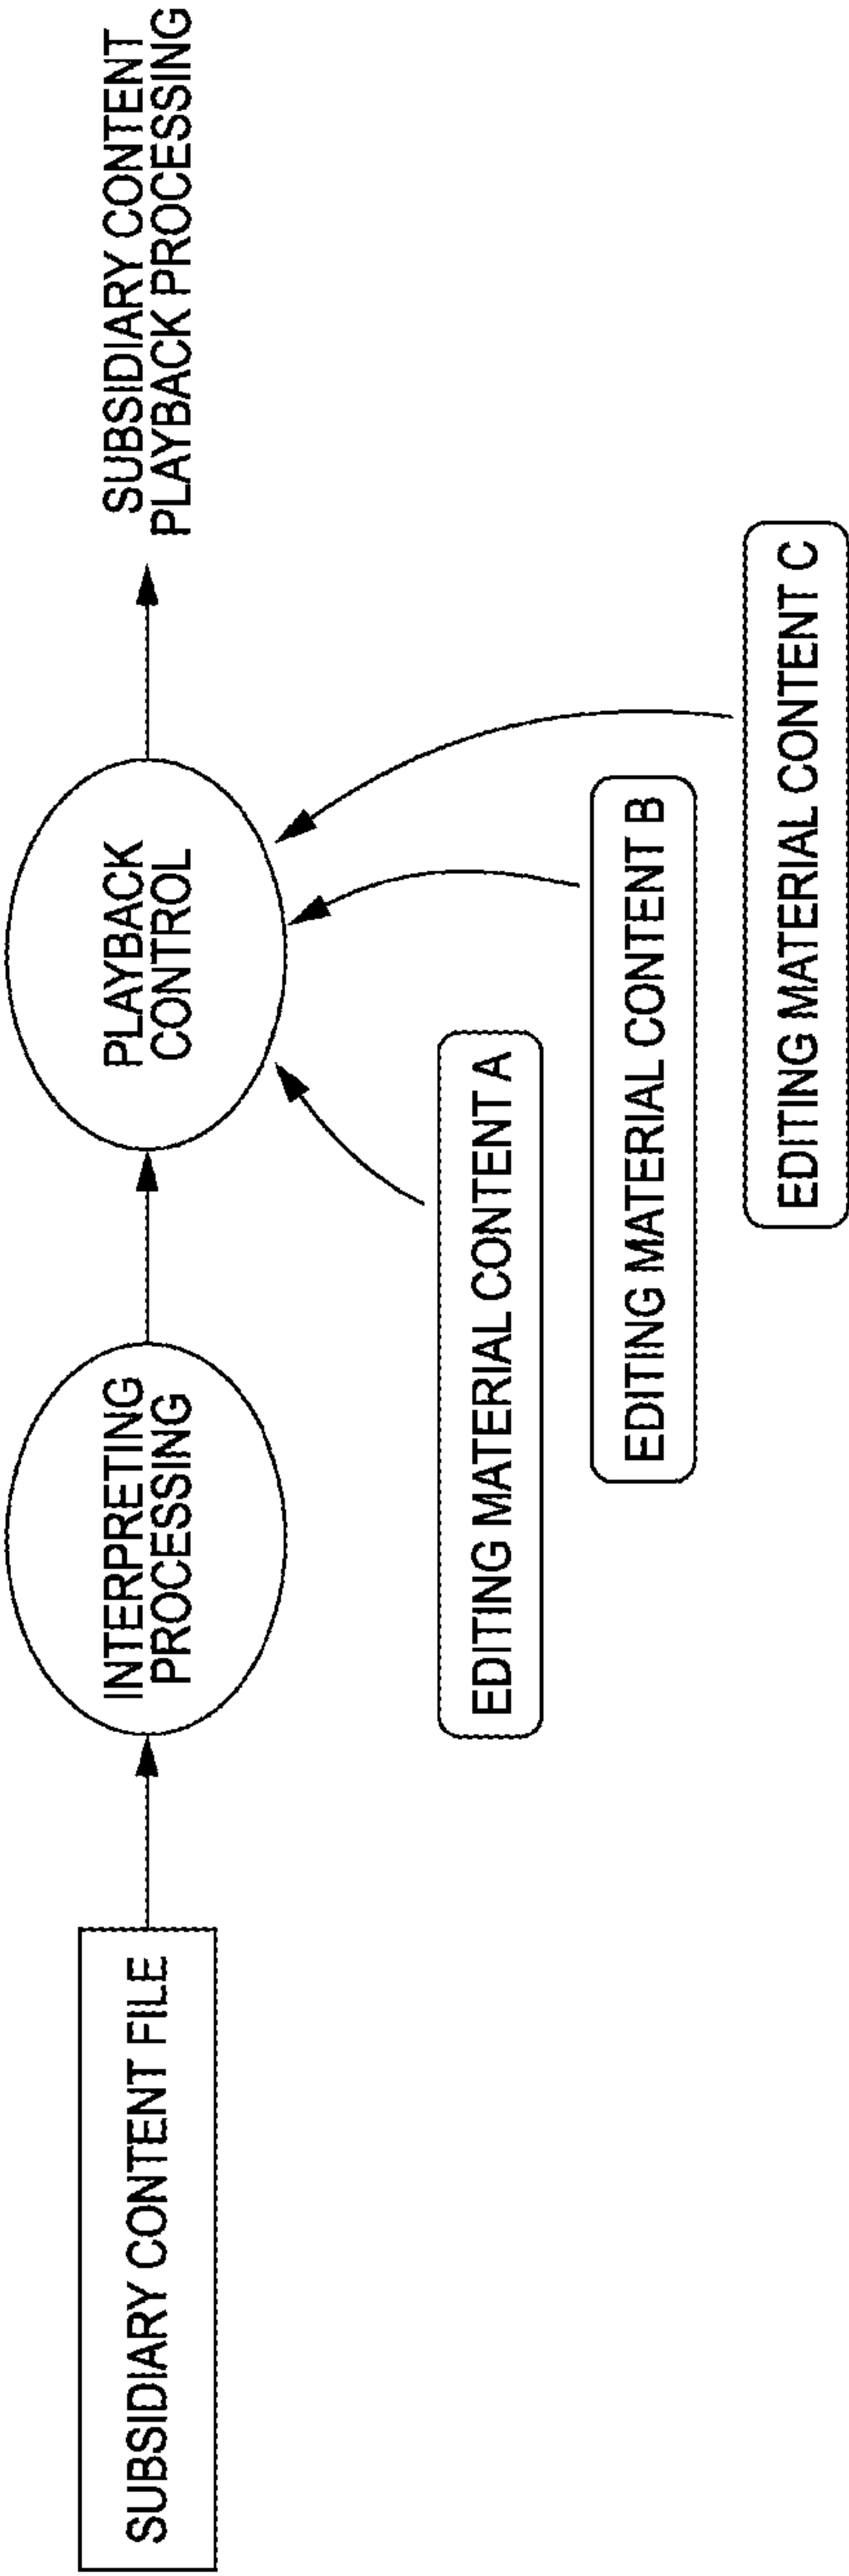 SUBSIDIARY CONTENT FILE
INTERPRETING
PROCESSING
PLAYBACK
CONTROL
SUBSIDIARY CONTENT
PLAYBACK PROCESSING
EDITING MATERIAL CONTENT A
EDITING MATERIAL CONTENT B
EDITING MATERIAL CONTENT C